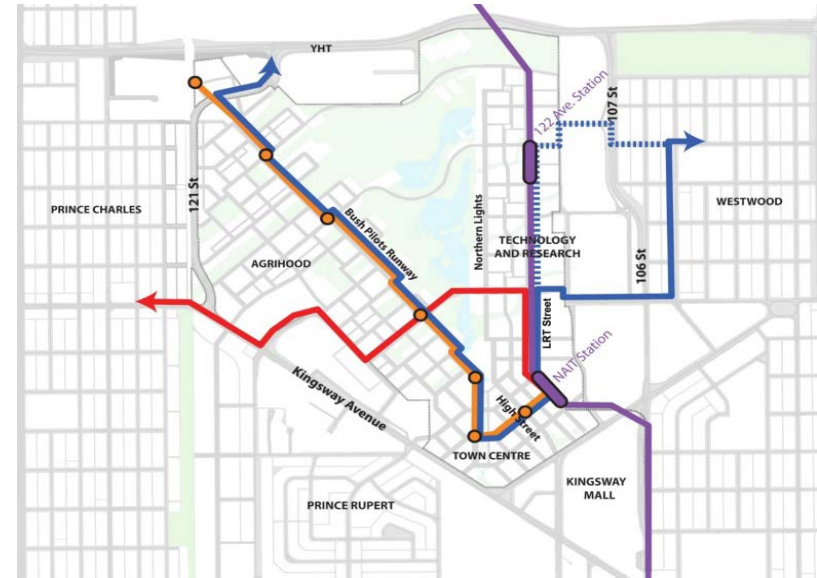 YHT
122 Ave. Station
107 St
121 St
PRINCE CHARLES
WESTWOOD
Northern Lights
Bush Pilots Runway
TECHNOLOGY
AND RESEARCH
AGRIHOOD
106 St
LRT Street
NAIT Station
Kingsway Avenue
High Street
TOWN CENTRE
KINGSWAY
MALL
PRINCE RUPERT